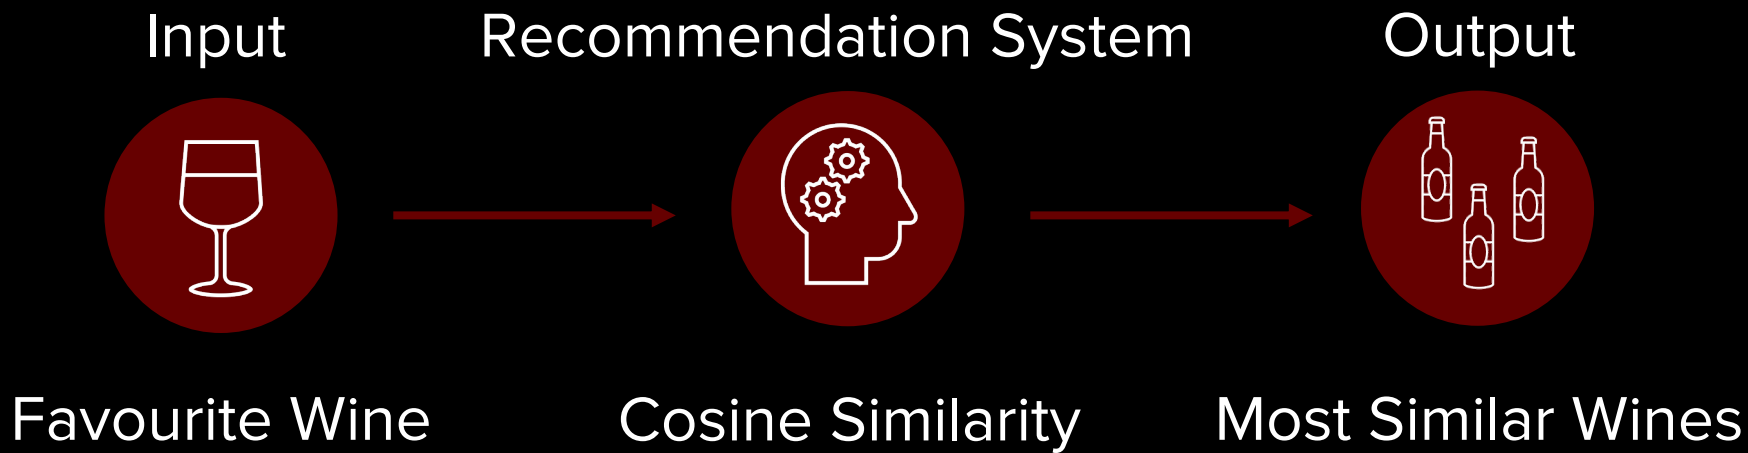 Input
Recommendation System
Output
Favourite Wine
Cosine Similarity
Most Similar Wines